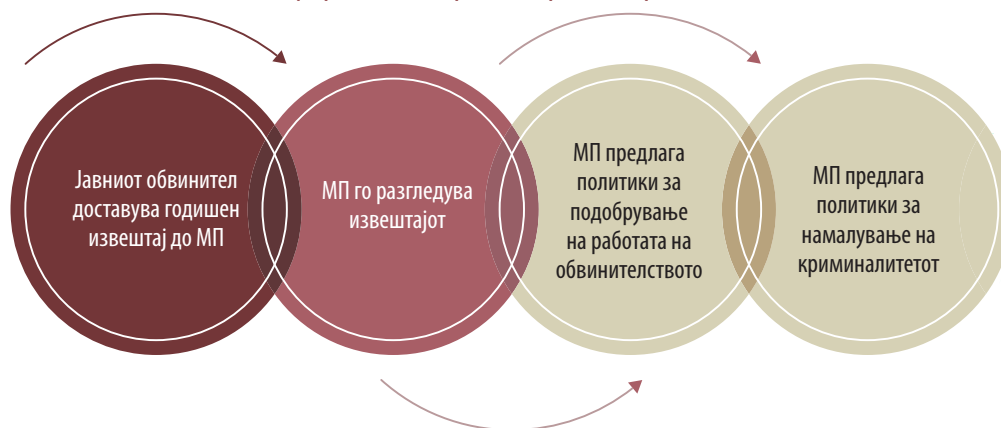 Јавниот обвинител
доставува годишен
извештај до МП
МП го разгледува
извештајот
МП предлага
политики за
подобрување
на работата на
обвинителството
МП предлага
политики за
намалување на
криминалитетот